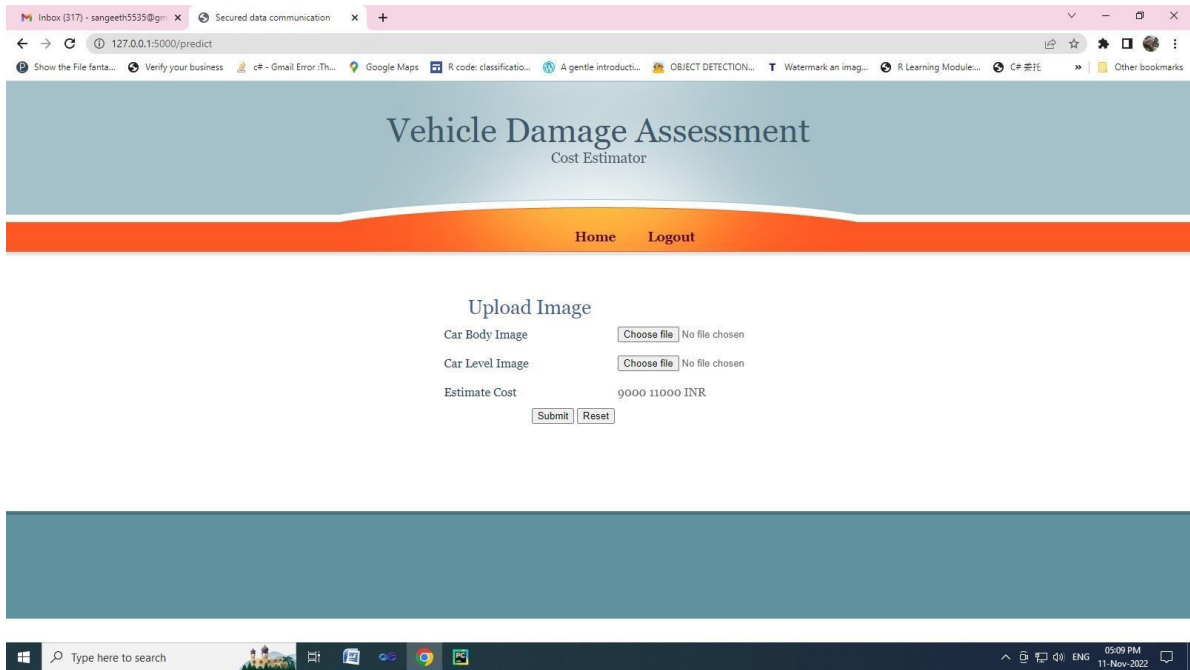 Inbox (317) - sangeeth5535@gm
Secured data communication
127.0.0.1:5000/predict
Show the File fanta...
Verify your business
c# - Gmail Error :Th...
Google Maps
R code: classificatio...
A gentle introducti...
OBJECT DETECTION...
Watermark an imag...
R Learning Module:...
C# 委托
»
Other bookmarks
Vehicle Damage Assessment
Cost Estimator
Home Logout
Upload Image
Car Body Image Choose file No file chosen
Car Level Image Choose file No file chosen
Estimate Cost 9000 11000 INR
Submit Reset
Type here to search
PC
ENG
05:09 PM
11-Nov-2022